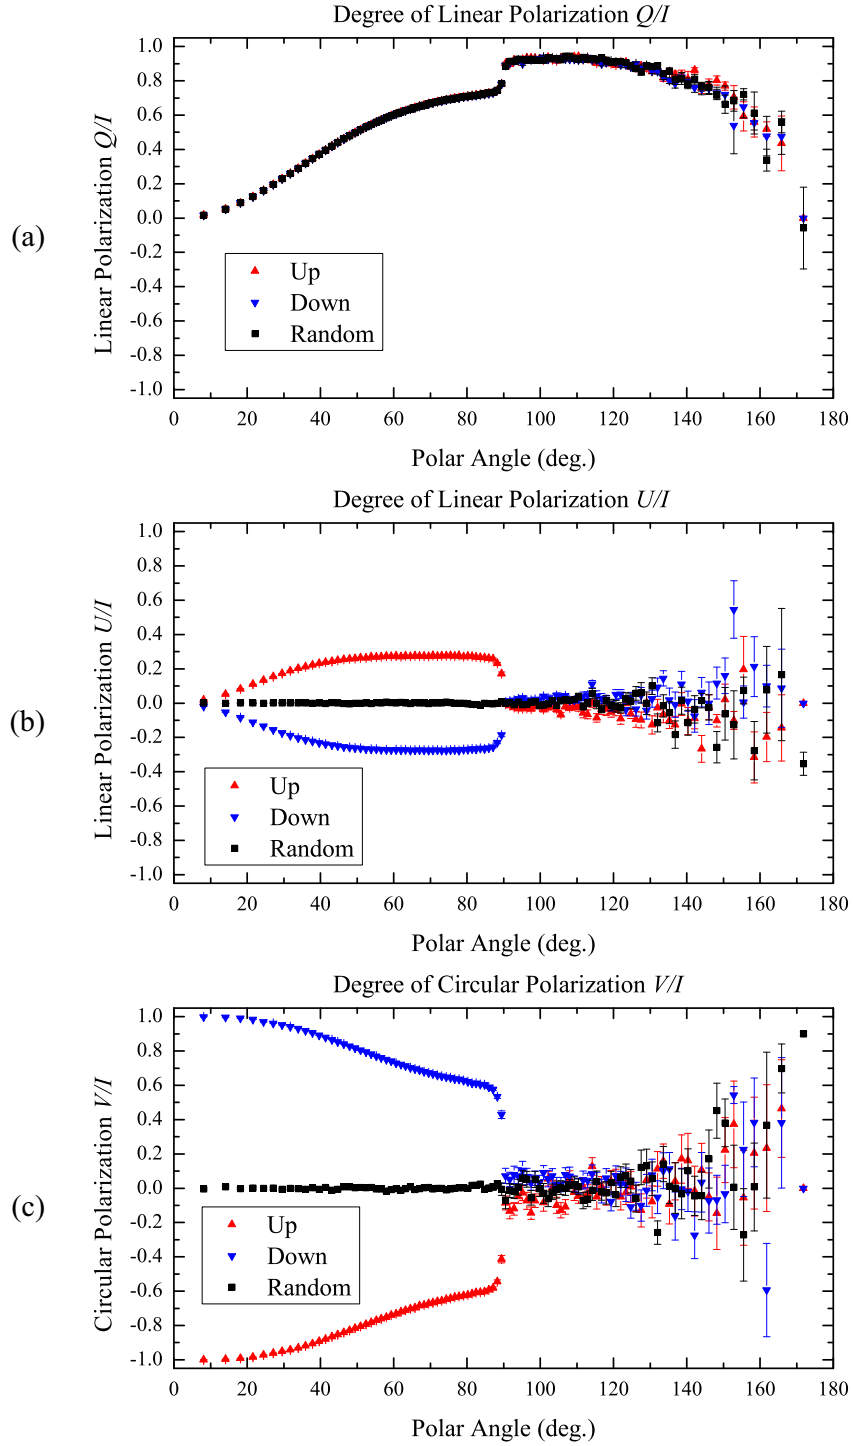 Degree of Linear Polarization Q/I
1.0
0.8
0.6
0.4
0.2
0.0
-0.2
-0.4
-0.6
-0.8
-1.0
Linear Polarization Q/I
(a)
Up
Down
Random
0 20 40 60 80 100 120 140 160 180
Polar Angle (deg.)
Degree of Linear Polarization U/I
1.0
0.8
0.6
0.4
0.2
0.0
-0.2
-0.4
-0.6
-0.8
-1.0
Linear Polarization U/I
(b)
Up
Down
Random
0 20 40 60 80 100 120 140 160 180
Polar Angle (deg.)
Degree of Circular Polarization V/I
1.0
0.8
0.6
0.4
0.2
0.0
-0.2
-0.4
-0.6
-0.8
-1.0
Circular Polarization V/I
(c)
Up
Down
Random
0 20 40 60 80 100 120 140 160 180
Polar Angle (deg.)